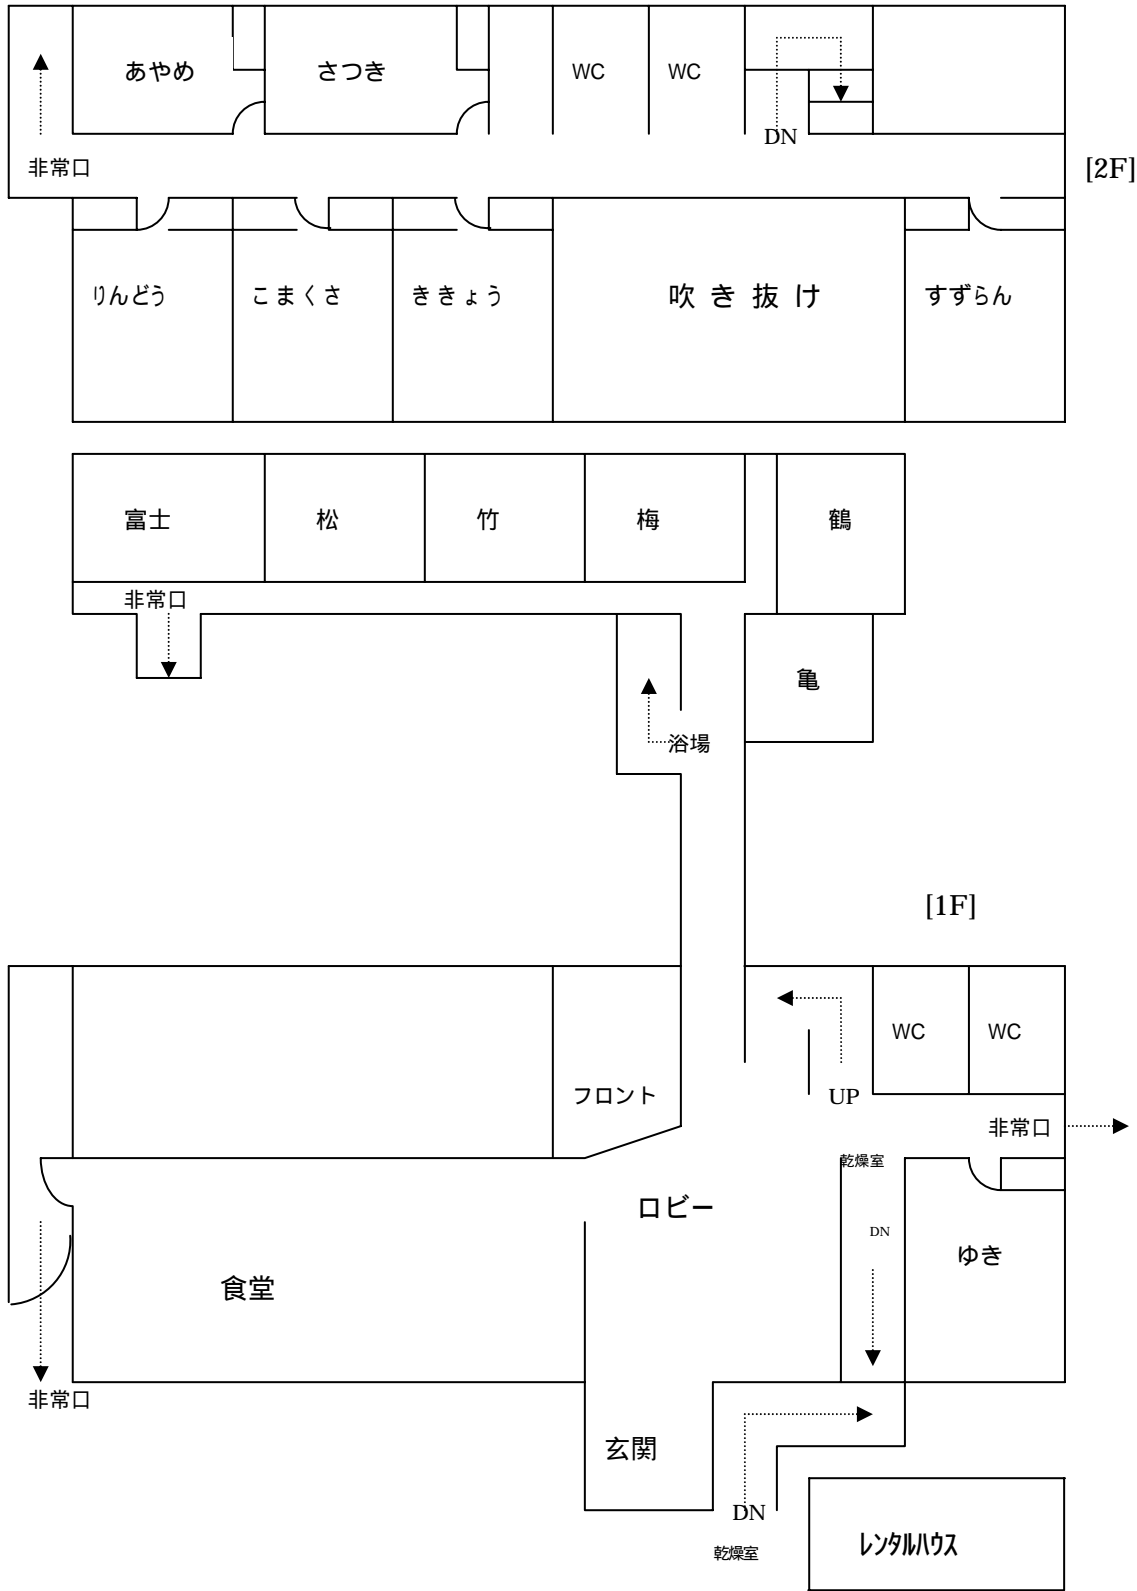 あやめ
さつき
WC
WC
DN
非常口
[2F]
りんどう
こまくさ
ききょう
吹き抜け
すずらん
富士
松
竹
梅
鶴
非常口
亀
浴場
[1F]
WC
WC
フロント
UP
非常口
乾燥室
ロビー
DN
ゆき
食堂
非常口
玄関
DN
乾燥室
レンタルハウス